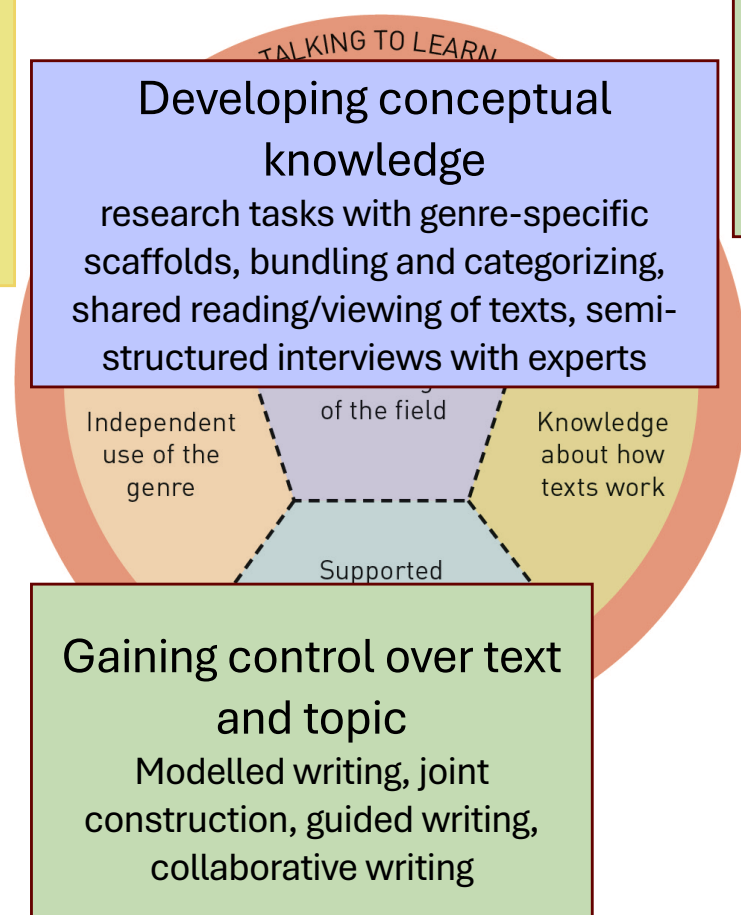 TALKING TO LEARN
Developing conceptual
knowledge
research tasks with genre-specific
scaffolds, bundling and categorizing,
shared reading/viewing of texts, semi-
structured interviews with experts
of the field
Independent
use of the
genre
Knowledge
about how
texts work
Supported
Gaining control over text
and topic
Modelled writing, joint
construction, guided writing,
collaborative writing